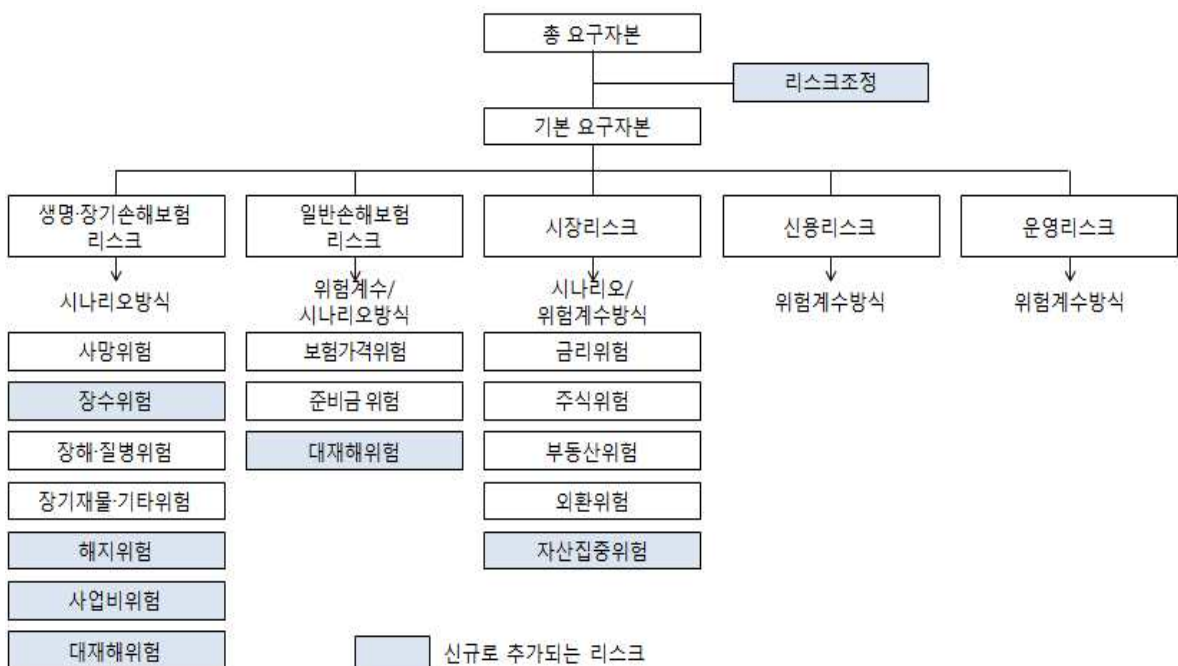 총 요구자본
리스크조정
기본 요구자본
생명·장기손해보험
리스크
일반손해보험
리스크
시장리스크
신용리스크
운영리스크
시나리오방식
위험계수/
시나리오방식
시나리오/
위험계수방식
위험계수방식
위험계수방식
사망위험
장수위험
장해·질병위험
장기재물·기타위험
해지위험
사업비위험
대재해위험
보험가격위험
준비금 위험
대재해위험
금리위험
주식위험
부동산위험
외환위험
자산집중위험
신규로 추가되는 리스크